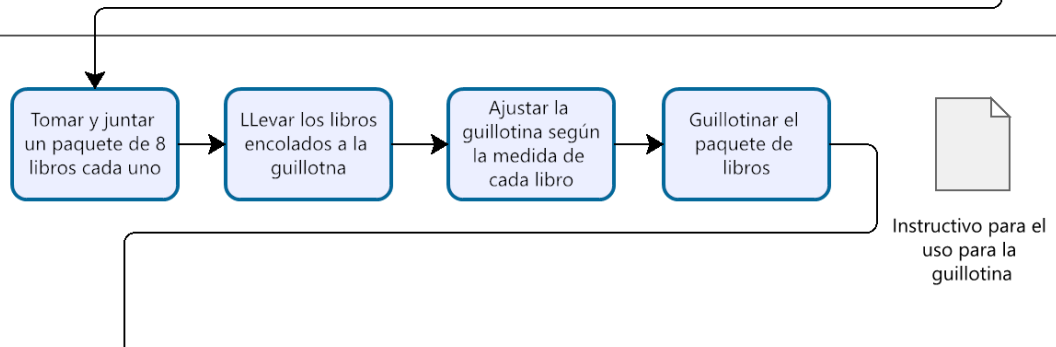 Tomar y juntar
un paquete de 8
libros cada uno
LLevar los libros
encolados a la
guillotna
Ajustar la
guillotina según
la medida de
cada libro
Guillotinar el
paquete de
libros
Instructivo para el
uso para la
guillotina